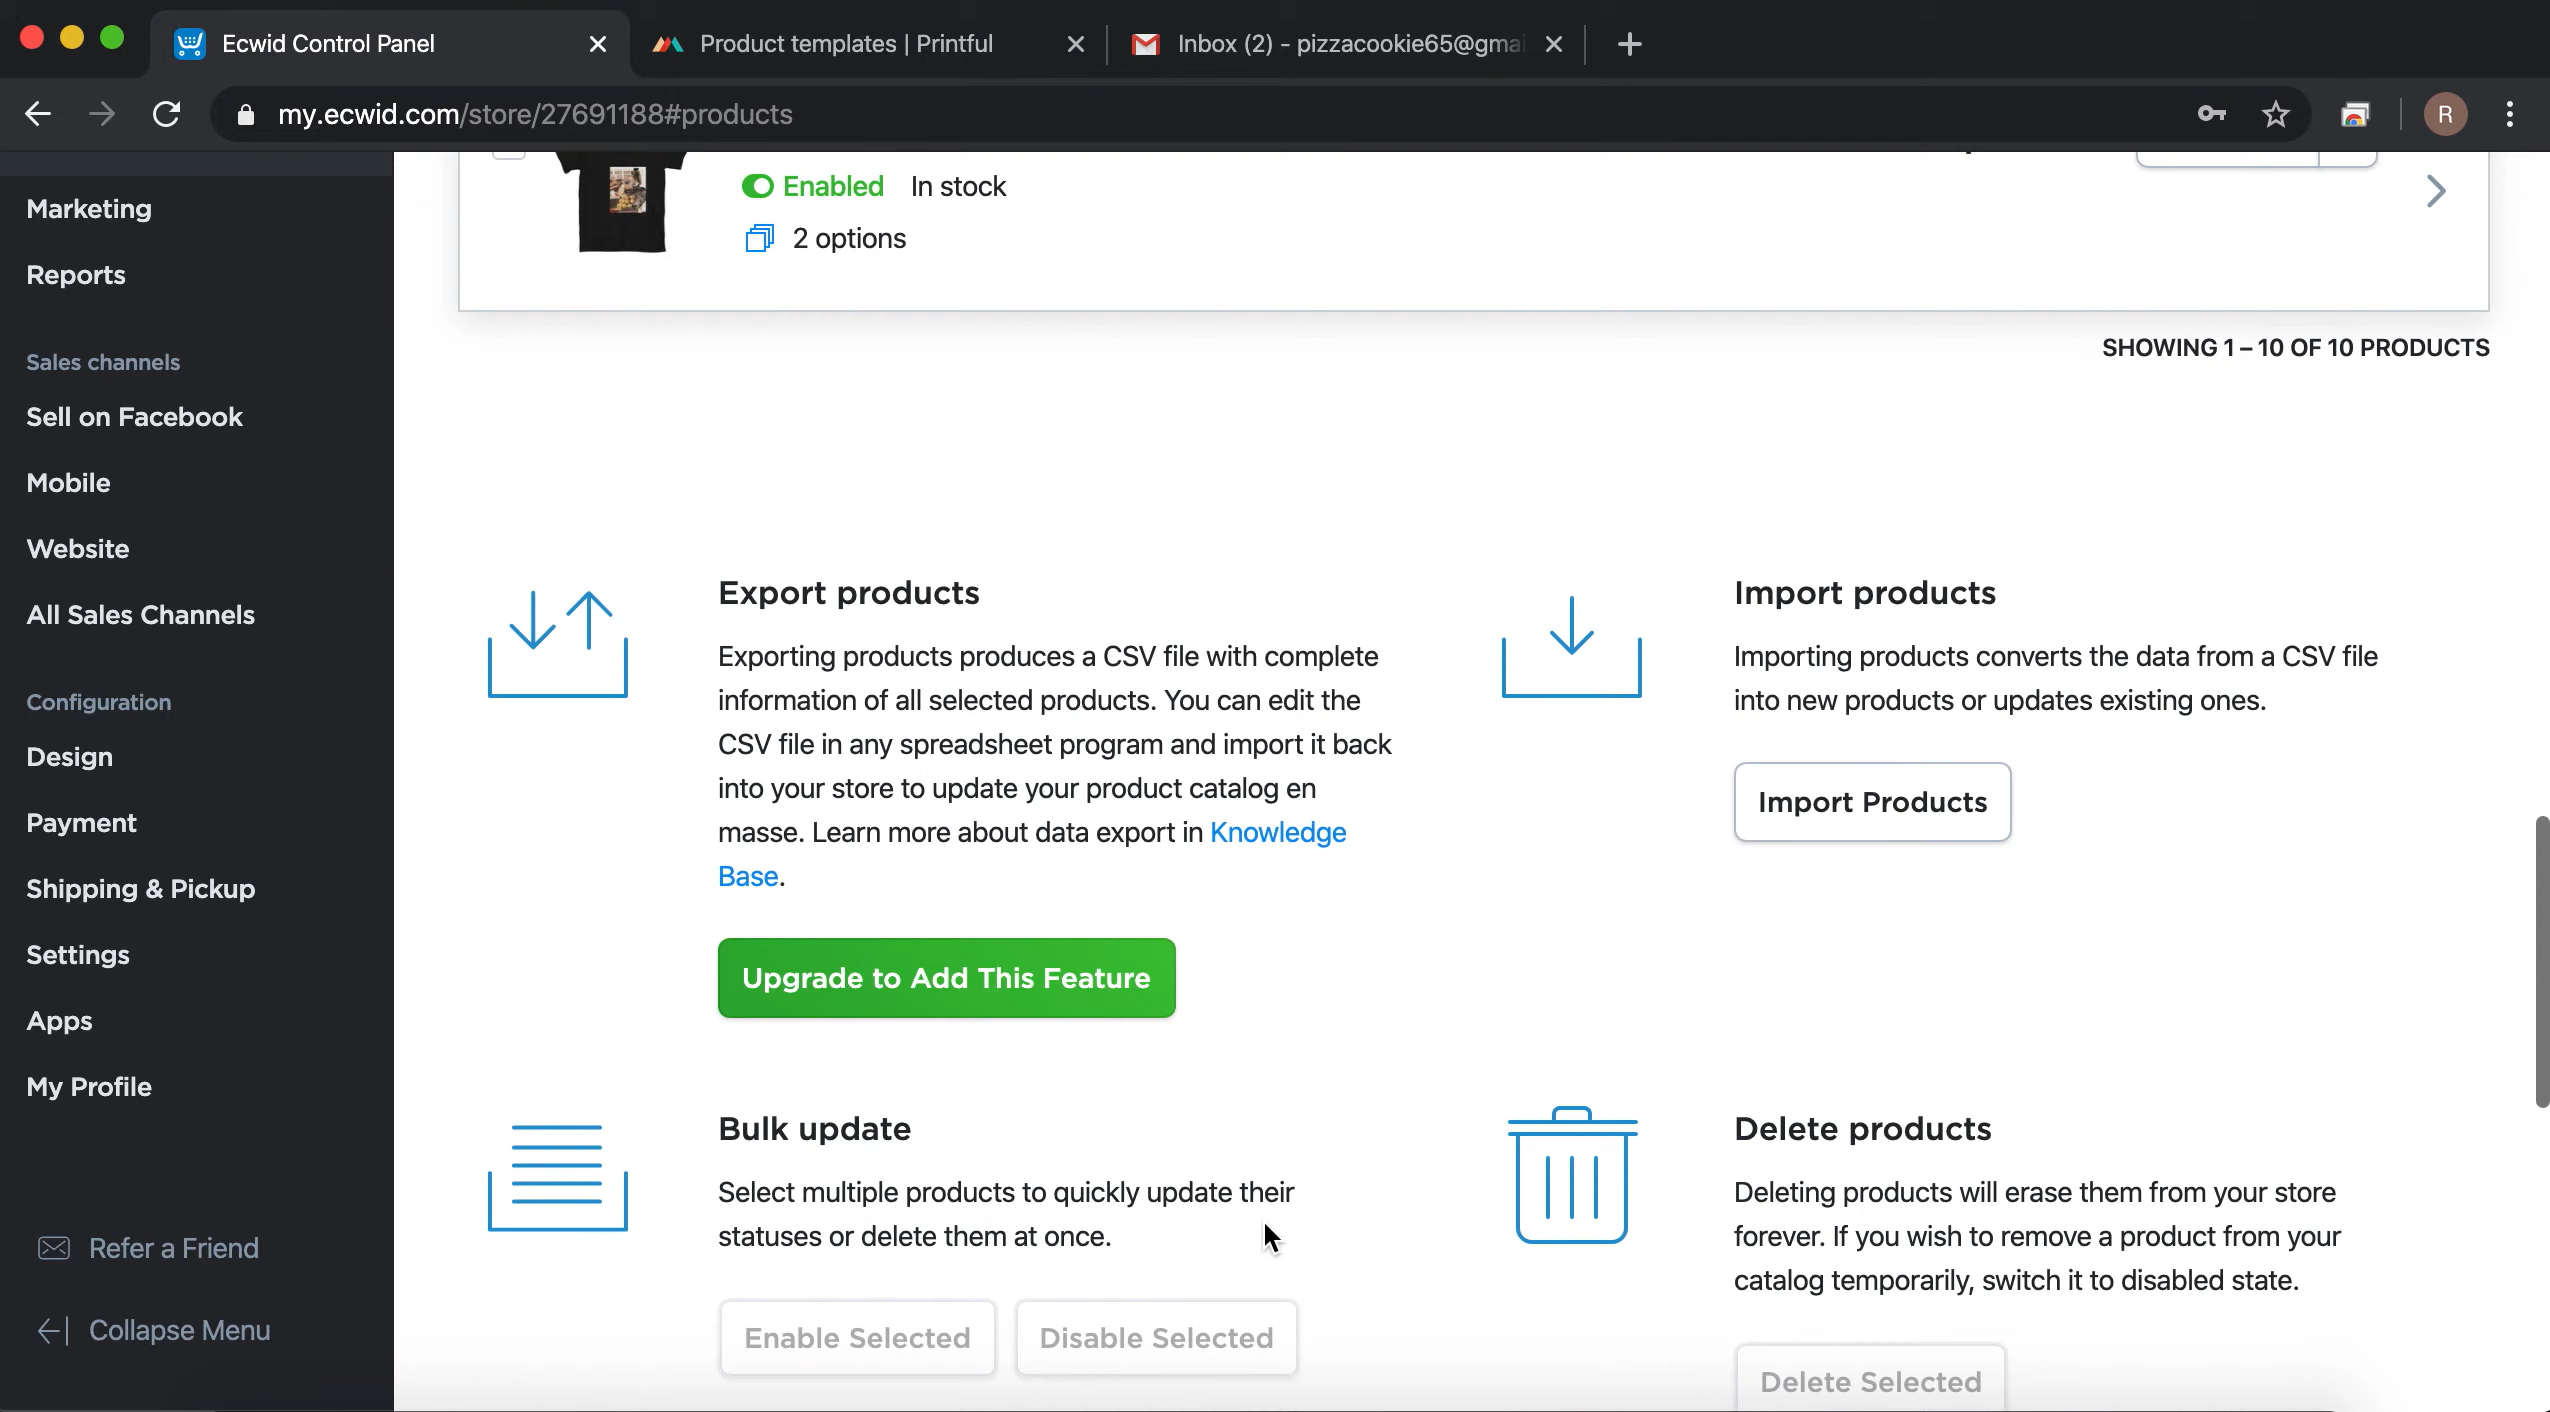 Ecwid Control Panel
Product templates | Printful
Inbox (2) - pizzacookie65@gmai
my.ecwid.com/store/27691188#products
R
Marketing
Reports
Sales channels
Sell on Facebook
Mobile
Website
All Sales Channels
Configuration
Design
Payment
Shipping & Pickup
Settings
Apps
My Profile
Refer a Friend
Collapse Menu
Enabled In stock
2 options
SHOWING 1 – 10 OF 10 PRODUCTS
Export products
Exporting products produces a CSV file with complete
information of all selected products. You can edit the
CSV file in any spreadsheet program and import it back
into your store to update your product catalog en
masse. Learn more about data export in Knowledge
Base.
Upgrade to Add This Feature
Import products
Importing products converts the data from a CSV file
into new products or updates existing ones.
Import Products
Bulk update
Select multiple products to quickly update their
statuses or delete them at once.
Enable Selected
Disable Selected
Delete products
Deleting products will erase them from your store
forever. If you wish to remove a product from your
catalog temporarily, switch it to disabled state.
Delete Selected